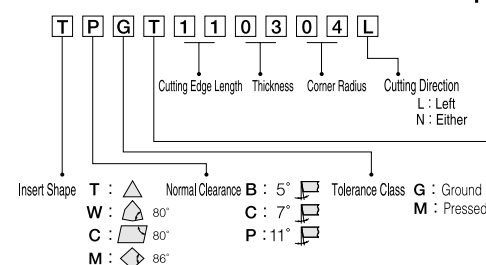 T P G T 1 1 0 3 0 4 L
Cutting Edge Length Thickness Corner Radius Cutting Direction
L : Left
N : Either
Insert Shape T : Normal Clearance B : 5° Tolerance Class G : Ground
W : 80° C : 7° M : Pressed
C : 80° P : 11°
M : 86°